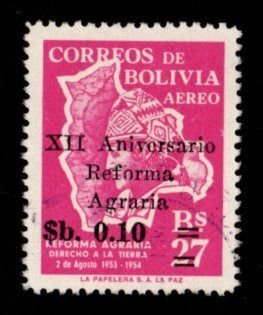 CORREOS DE
BOLIVIA
AEREO
XII Aniversario
Reforma
Agraria
$b. 0.10
BS
27
REFORMA AGRARIA
DERECHO A LA TIERRA
2 de Agosto 1953 - 1954
LA PAPELERA S. A. LA PAZ